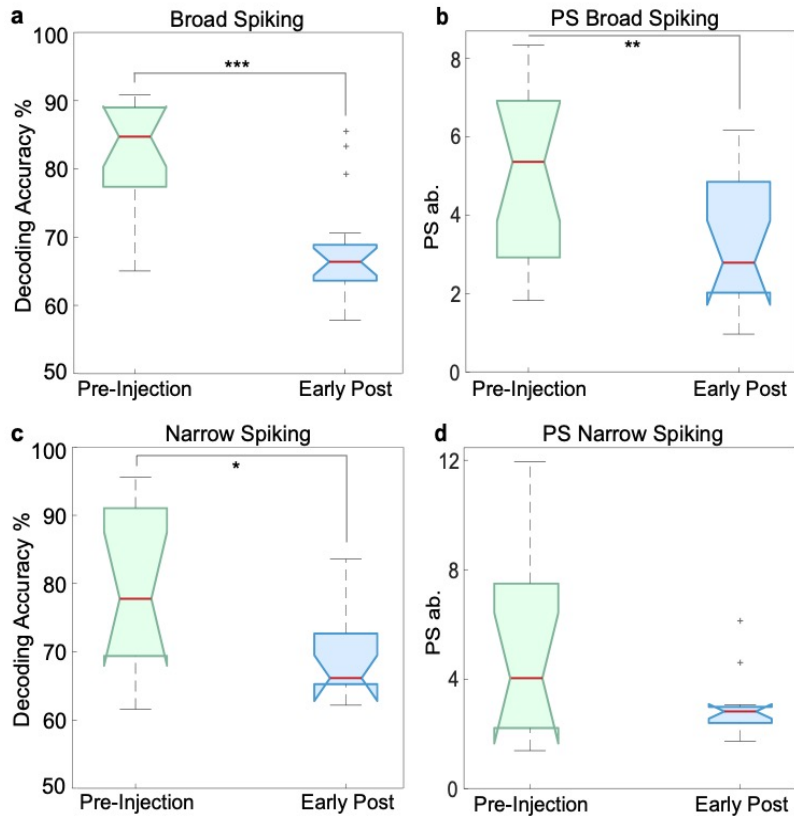 a
Broad Spiking
100
90
80
70
60
50
Decoding Accuracy %
***
Pre-Injection
Early Post
b
PS Broad Spiking
8
6
4
2
0
PS ab.
**
Pre-Injection
Early Post
c
Narrow Spiking
100
90
80
70
60
50
Decoding Accuracy %
*
Pre-Injection
Early Post
d
PS Narrow Spiking
12
8
4
0
PS ab.
Pre-Injection
Early Post